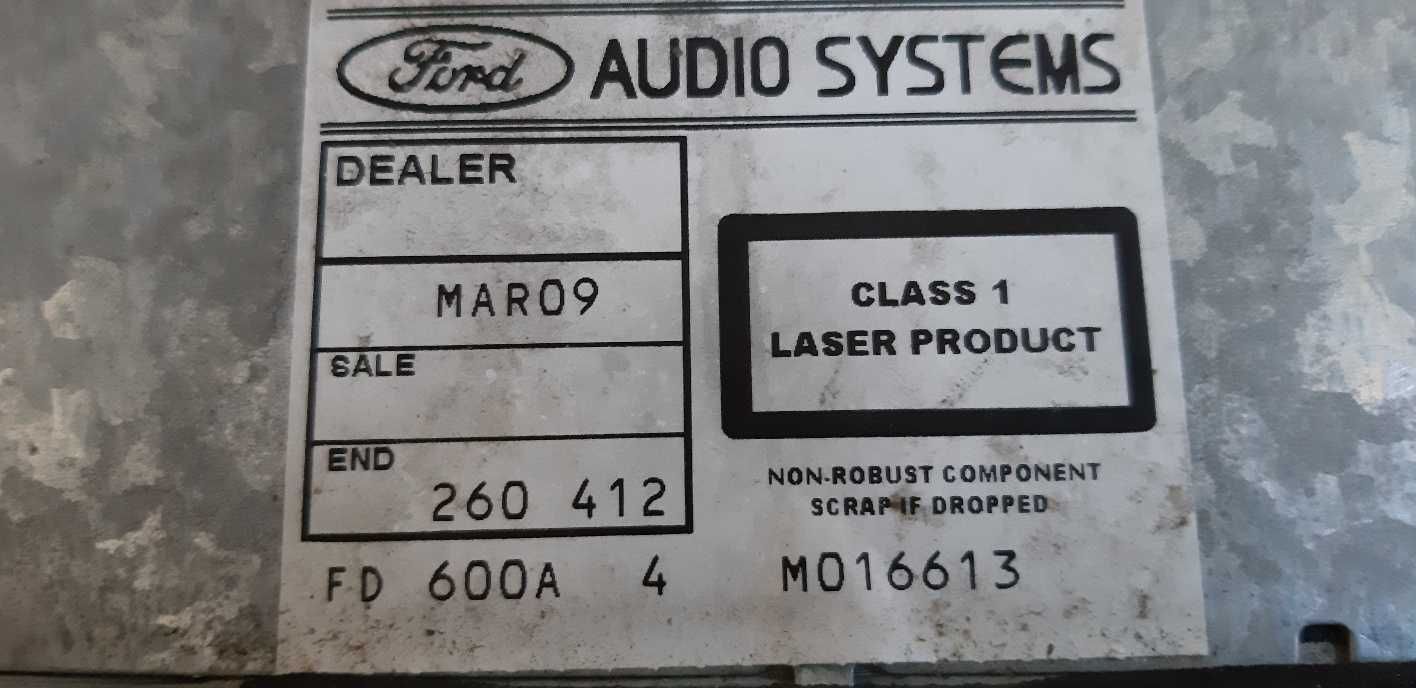 Ford AUDIO SYSTEMS
DEALER
MAR09
SALE
END
260 412
FD 600A 4 M016613
CLASS 1
LASER PRODUCT
NON-ROBUST COMPONENT
SCRAP IF DROPPED